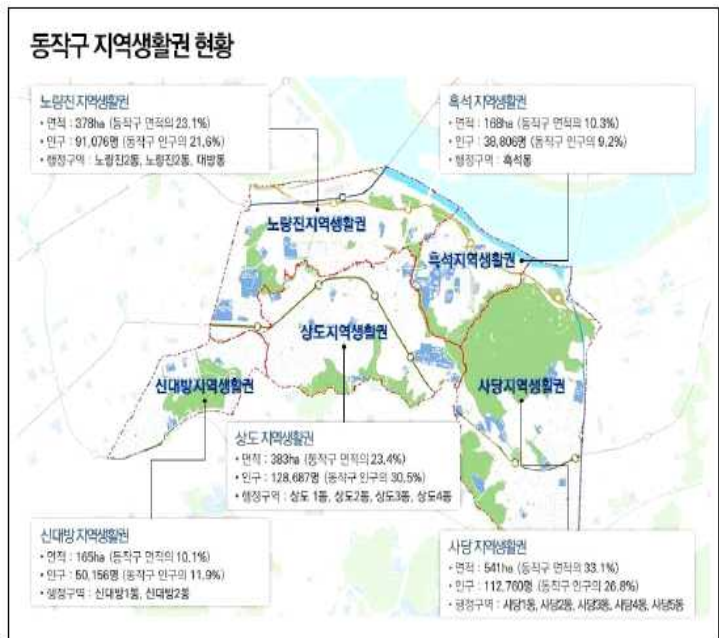 동작구 지역생활권 현황
노량진 지역생활권
• 면적 : 378ha (동작구 면적의 23.1%)
• 인구 : 91,076명 (동작구 인구의 21.6%)
• 행정구역 : 노량진2동, 노량진2동, 대방동
흑석 지역생활권
• 면적 : 168ha (동작구 면적의 10.3%)
• 인구 : 38,806명 (동작구 인구의 9.2%)
• 행정구역 : 흑석동
노량진지역생활권
흑석지역생활권
상도지역생활권
신대방지역생활권
사당지역생활권
상도 지역생활권
• 면적 : 383ha (동작구 면적의 23.4%)
• 인구 : 128,687명 (동작구 인구의 30.5%)
• 행정구역 : 상도 1동, 상도2동, 상도3동, 상도4동
신대방 지역생활권
• 면적 : 165ha (동작구 면적의 10.1%)
• 인구 : 50,156명 (동작구 인구의 11.9%)
• 행정구역 : 신대방1동, 신대방2동
사당 지역생활권
• 면적 : 541ha (동작구 면적의 33.1%)
• 인구 : 112,760명 (동작구 인구의 26.8%)
• 행정구역 : 사당1동, 사당2동, 사당3동, 사당4동, 사당5동